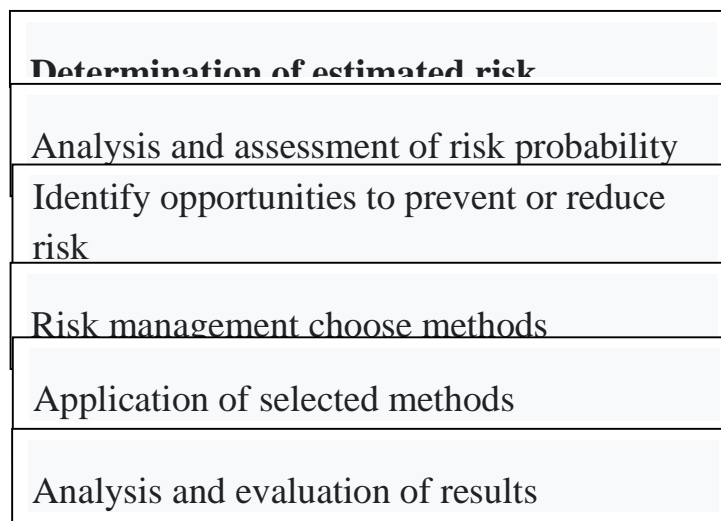 Determination of estimated risk
Analysis and assessment of risk probability
Identify opportunities to prevent or reduce
risk
Risk management choose methods
Application of selected methods
Analysis and evaluation of results